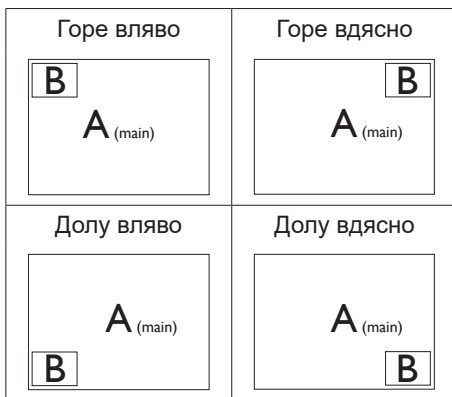 Горе вляво
B
A (main)
Горе вдясно
B
A (main)
Долу вляво
A (main)
B
Долу вдясно
A (main)
B